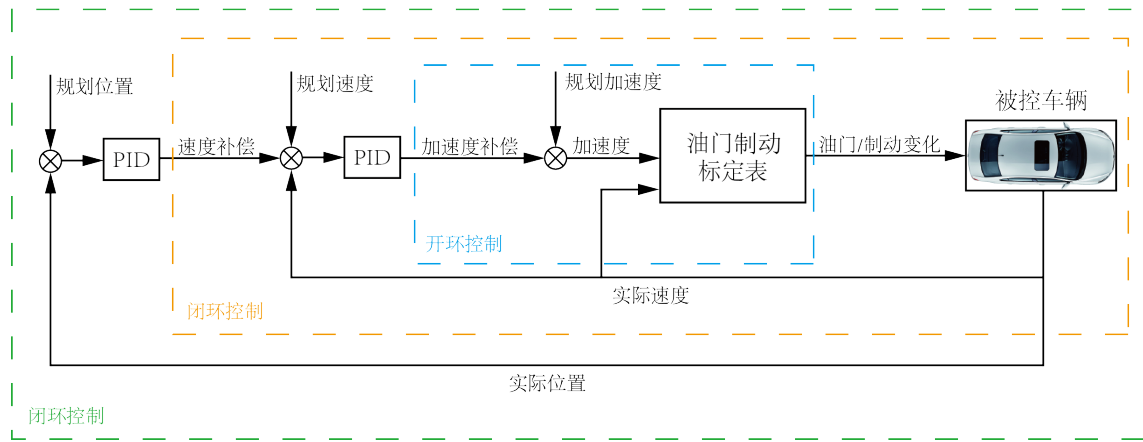 规划位置
规划速度
规划加速度
被控车辆
PID
速度补偿
PID
加速度补偿
加速度
油门制动
标定表
油门/制动变化
开环控制
实际速度
闭环控制
实际位置
闭环控制